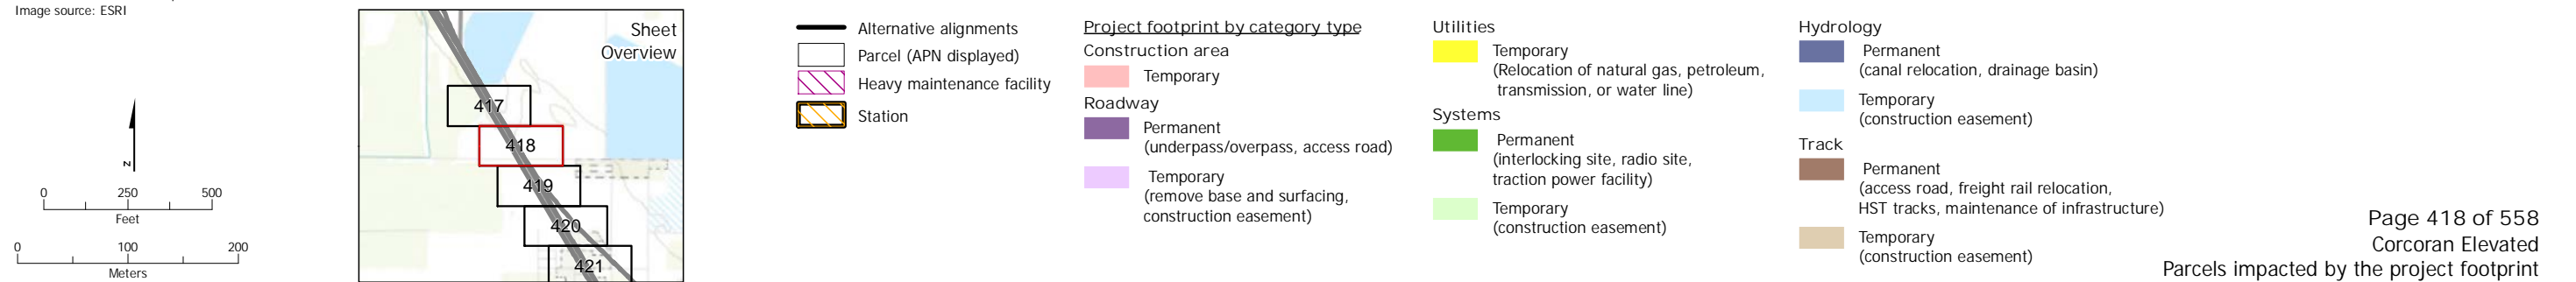 Image source: ESRI
N
0 250 500
Feet
0 100 200
Meters
Sheet
Overview
417
418
419
420
421
Alternative alignments
Parcel (APN displayed)
Heavy maintenance facility
Station
Project footprint by category type
Construction area
Temporary
Roadway
Permanent
(underpass/overpass, access road)
Temporary
(remove base and surfacing,
construction easement)
Utilities
Temporary
(Relocation of natural gas, petroleum,
transmission, or water line)
Systems
Permanent
(interlocking site, radio site,
traction power facility)
Temporary
(construction easement)
Hydrology
Permanent
(canal relocation, drainage basin)
Temporary
(construction easement)
Track
Permanent
(access road, freight rail relocation,
HST tracks, maintenance of infrastructure)
Temporary
(construction easement)
Page 418 of 558
Corcoran Elevated
Parcels impacted by the project footprint